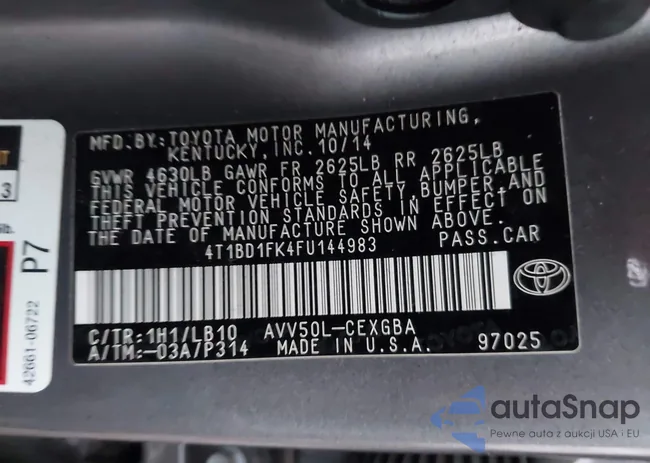 MFD.BY:TOYOTA MOTOR MANUFACTURING,
KENTUCKY,INC.10/14
GVWR 4630LB GAWR FR 2625LB RR 2625LB
THIS VEHICLE CONFORMS TO ALL APPLICABLE
FEDERAL MOTOR VEHICLE SAFETY, BUMPER,AND
THEFT PREVENTION STANDARDS IN EFFECT ON
THE DATE OF MANUFACTURE SHOWN ABOVE.
4T1BD1FK4FU144983 PASS.CAR
C/TR:1H1/LB10 AVV50L-CEXGBA
A/TM:-03A/P314 MADE IN U.S.A. 97025
3
lb.
P7
42661-06722
autaSnap
Pewne auta z aukcji USA i EU